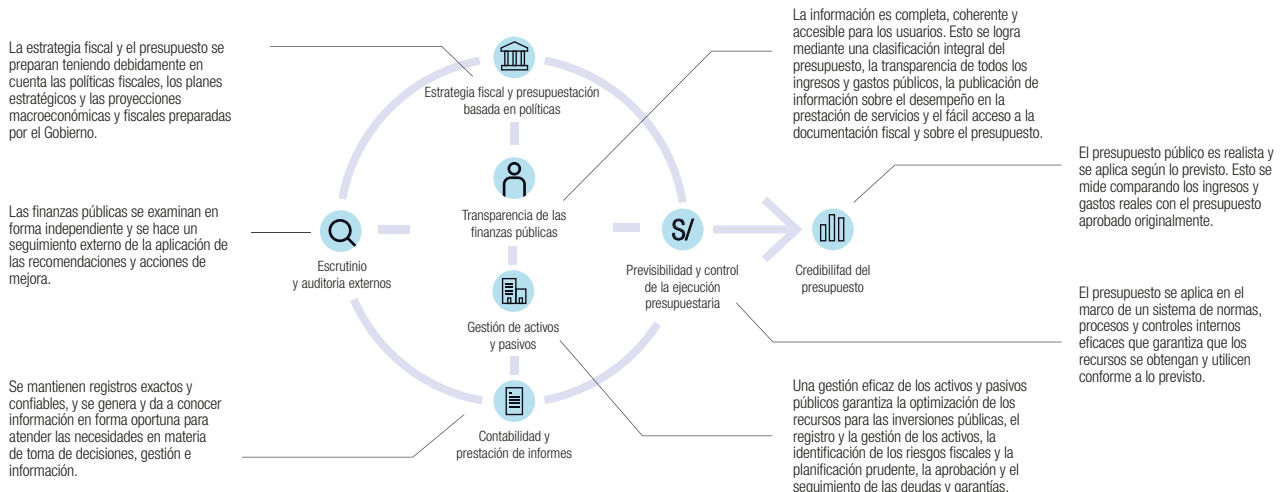 La estrategia fiscal y el presupuesto se
preparan teniendo debidamente en
cuenta las políticas fiscales, los planes
estratégicos y las proyecciones
macroeconómicas y fiscales preparadas
por el Gobierno.
Las finanzas públicas se examinan en
forma independiente y se hace un
seguimiento externo de la aplicación de
las recomendaciones y acciones de
mejora.
Se mantienen registros exactos y
confiables, y se genera y da a conocer
información en forma oportuna para
atender las necesidades en materia
de toma de decisiones, gestión e
información.
Estrategia fiscal y presupuestación
basada en políticas
Transparencia de las
finanzas públicas
Escrutinio
y auditoria externos
Gestión de activos
y pasivos
Contabilidad y
prestación de informes
S/
Previsibilidad y control
de la ejecución
presupuestaria
Credibilifad del
presupuesto
La información es completa, coherente y
accesible para los usuarios. Esto se logra
mediante una clasificación integral del
presupuesto, la transparencia de todos los
ingresos y gastos públicos, la publicación de
información sobre el desempeño en la
prestación de servicios y el fácil acceso a la
documentación fiscal y sobre el presupuesto.
El presupuesto público es realista y
se aplica según lo previsto. Esto se
mide comparando los ingresos y
gastos reales con el presupuesto
aprobado originalmente.
El presupuesto se aplica en el
marco de un sistema de normas,
procesos y controles internos
eficaces que garantiza que los
recursos se obtengan y utilicen
conforme a lo previsto.
Una gestión eficaz de los activos y pasivos
públicos garantiza la optimización de los
recursos para las inversiones públicas, el
registro y la gestión de los activos, la
identificación de los riesgos fiscales y la
planificación prudente, la aprobación y el
seguimiento de las deudas y garantías.